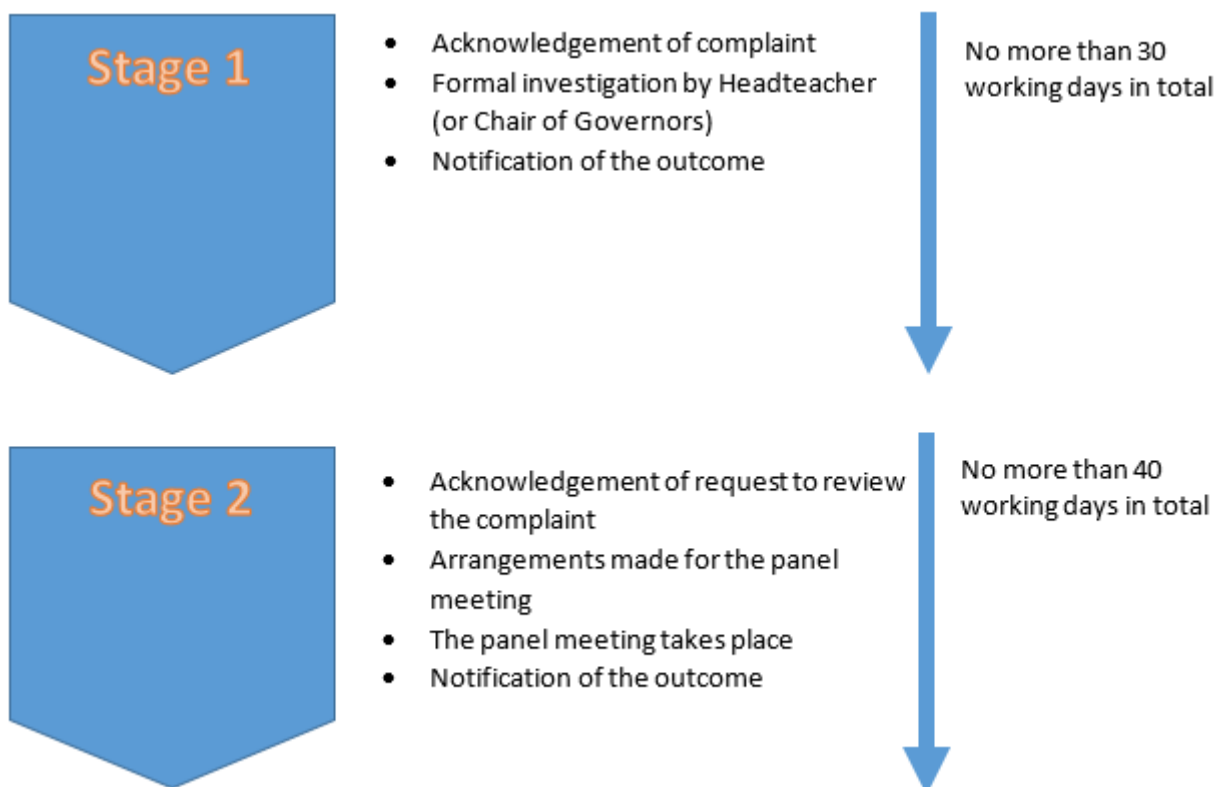 Stage 1
• Acknowledgement of complaint
• Formal investigation by Headteacher
(or Chair of Governors)
• Notification of the outcome
No more than 30
working days in total
Stage 2
• Acknowledgement of request to review
the complaint
• Arrangements made for the panel
meeting
• The panel meeting takes place
• Notification of the outcome
No more than 40
working days in total